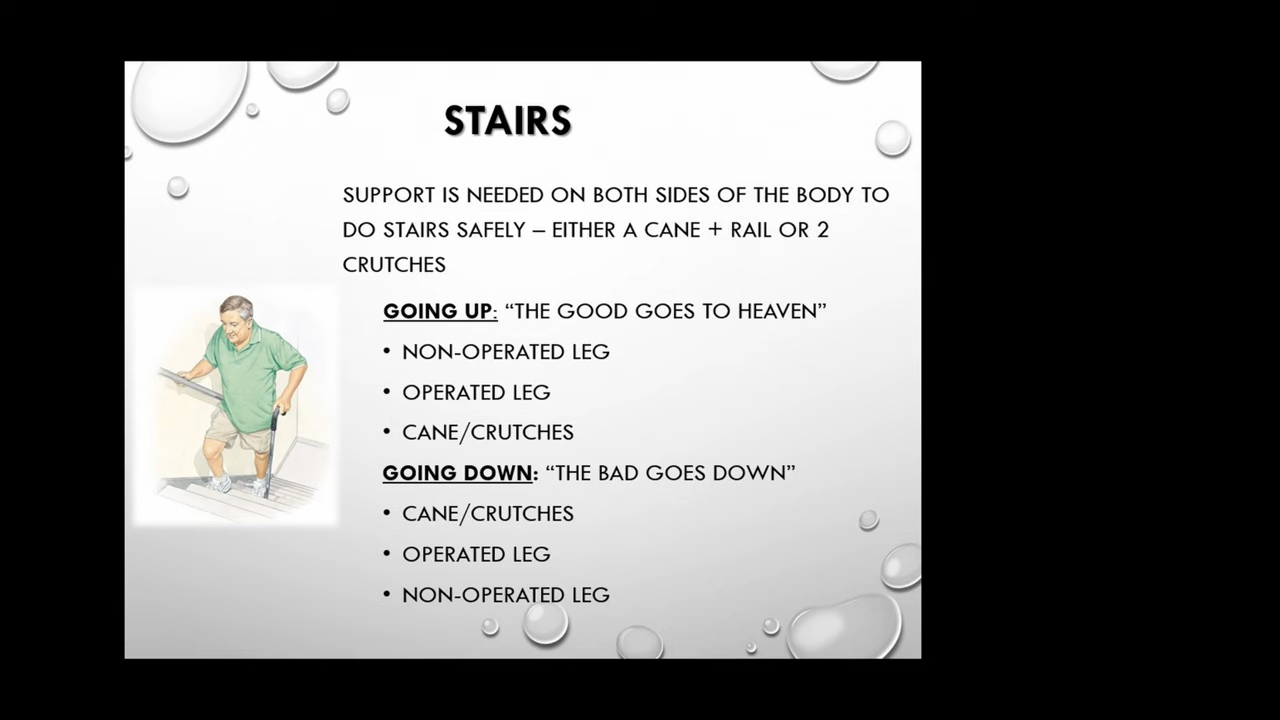 STAIRS
SUPPORT IS NEEDED ON BOTH SIDES OF THE BODY TO
DO STAIRS SAFELY – EITHER A CANE + RAIL OR 2
CRUTCHES
GOING UP: “THE GOOD GOES TO HEAVEN”
• NON-OPERATED LEG
• OPERATED LEG
• CANE/CRUTCHES
GOING DOWN: “THE BAD GOES DOWN”
• CANE/CRUTCHES
• OPERATED LEG
• NON-OPERATED LEG